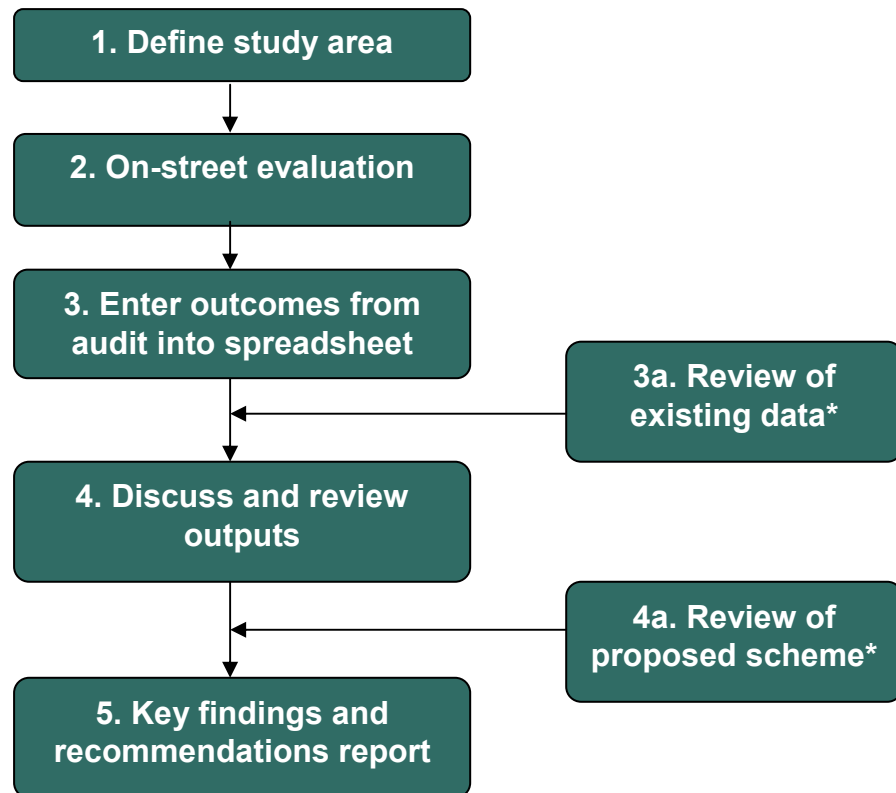 1. Define study area
2. On-street evaluation
3. Enter outcomes from
audit into spreadsheet
3a. Review of
existing data*
4. Discuss and review
outputs
4a. Review of
proposed scheme*
5. Key findings and
recommendations report